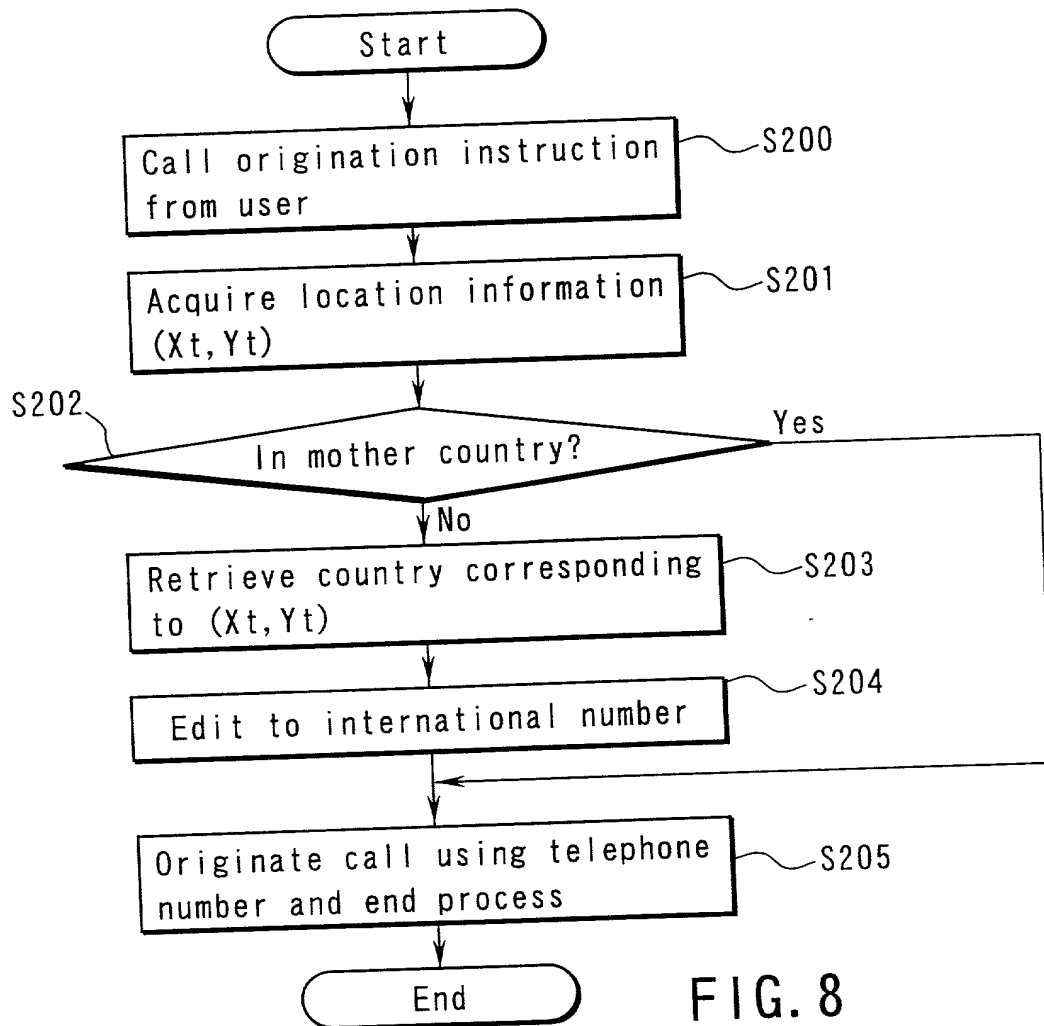 Start
Call origination instruction
from user
S200
Acquire location information
(Xt, Yt)
S201
S202
In mother country?
Yes
No
Retrieve country corresponding
to (Xt, Yt)
S203
Edit to international number
S204
Originate call using telephone
number and end process
S205
End
FIG. 8